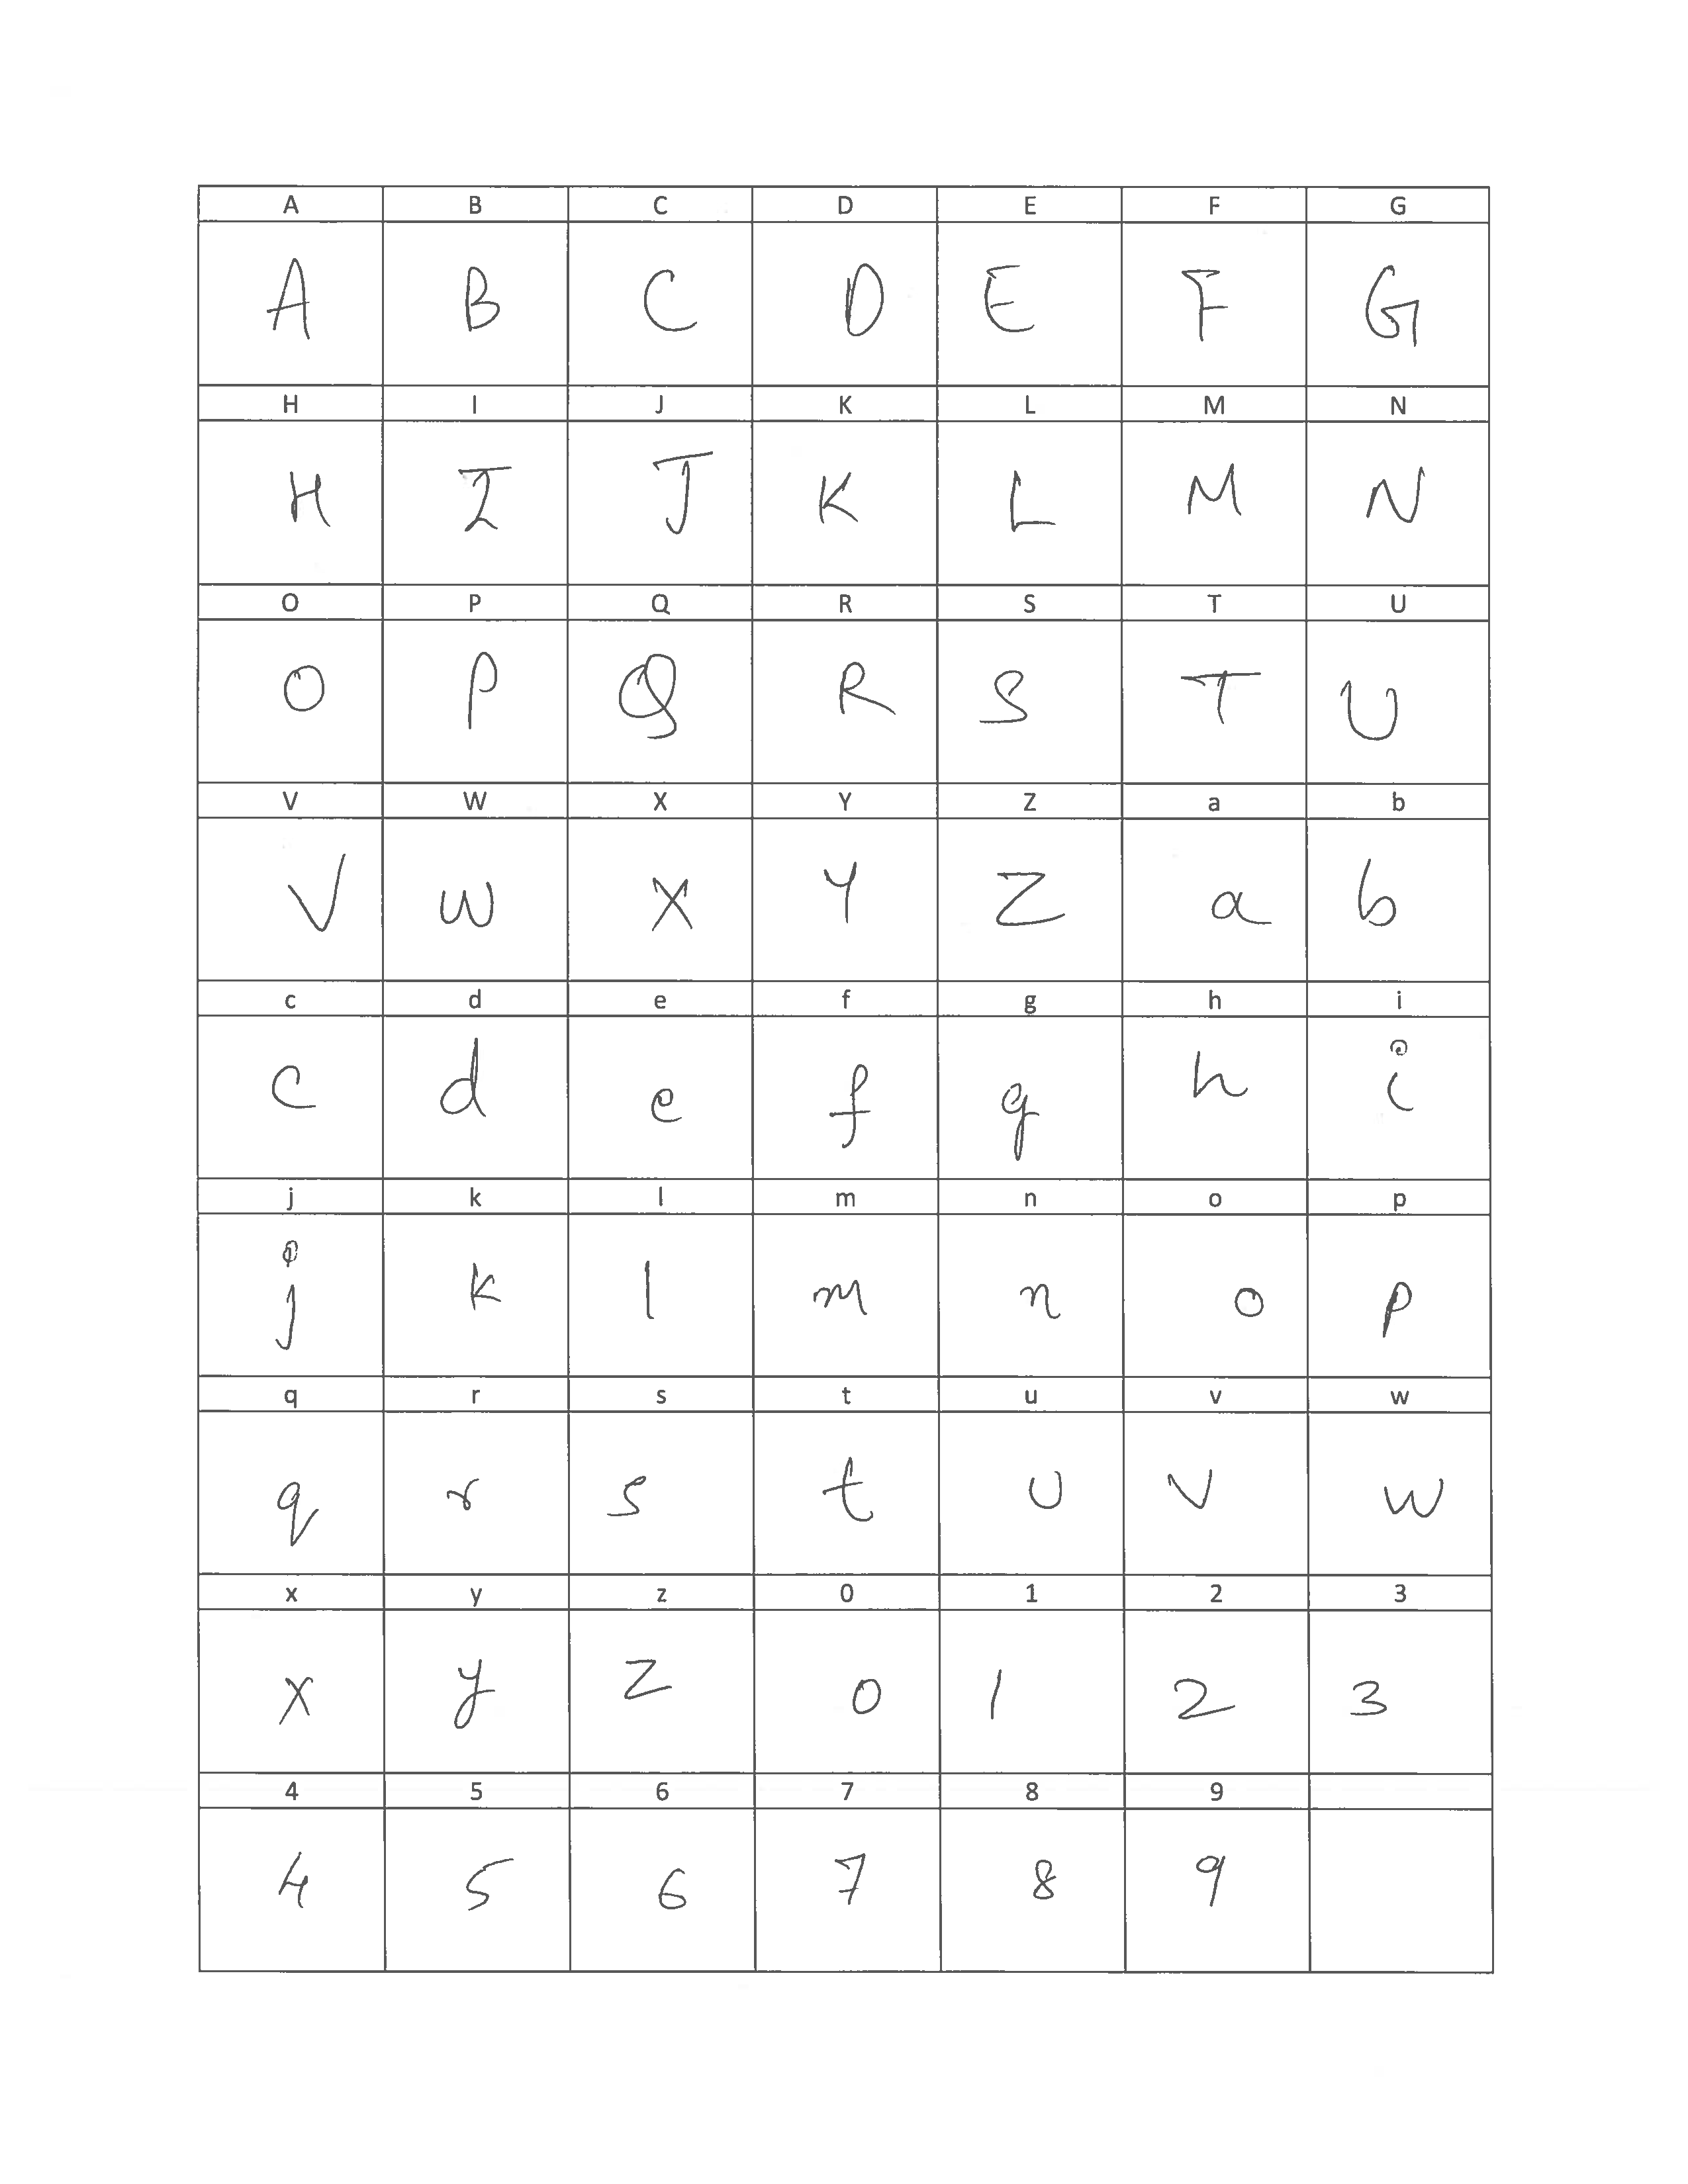 A B C D E F G
A B C D E F G
H I J K L M N
H I J K L M N
O P Q R S T U
O P Q R S T U
V W X Y Z a b
V W X Y Z a b
c d e f g h i
c d e f g h i
j k l m n o p
j k l m n o p
q r s t u v w
q r s t u v w
x y z 0 1 2 3
x y z 0 1 2 3
4 5 6 7 8 9
4 5 6 7 8 9